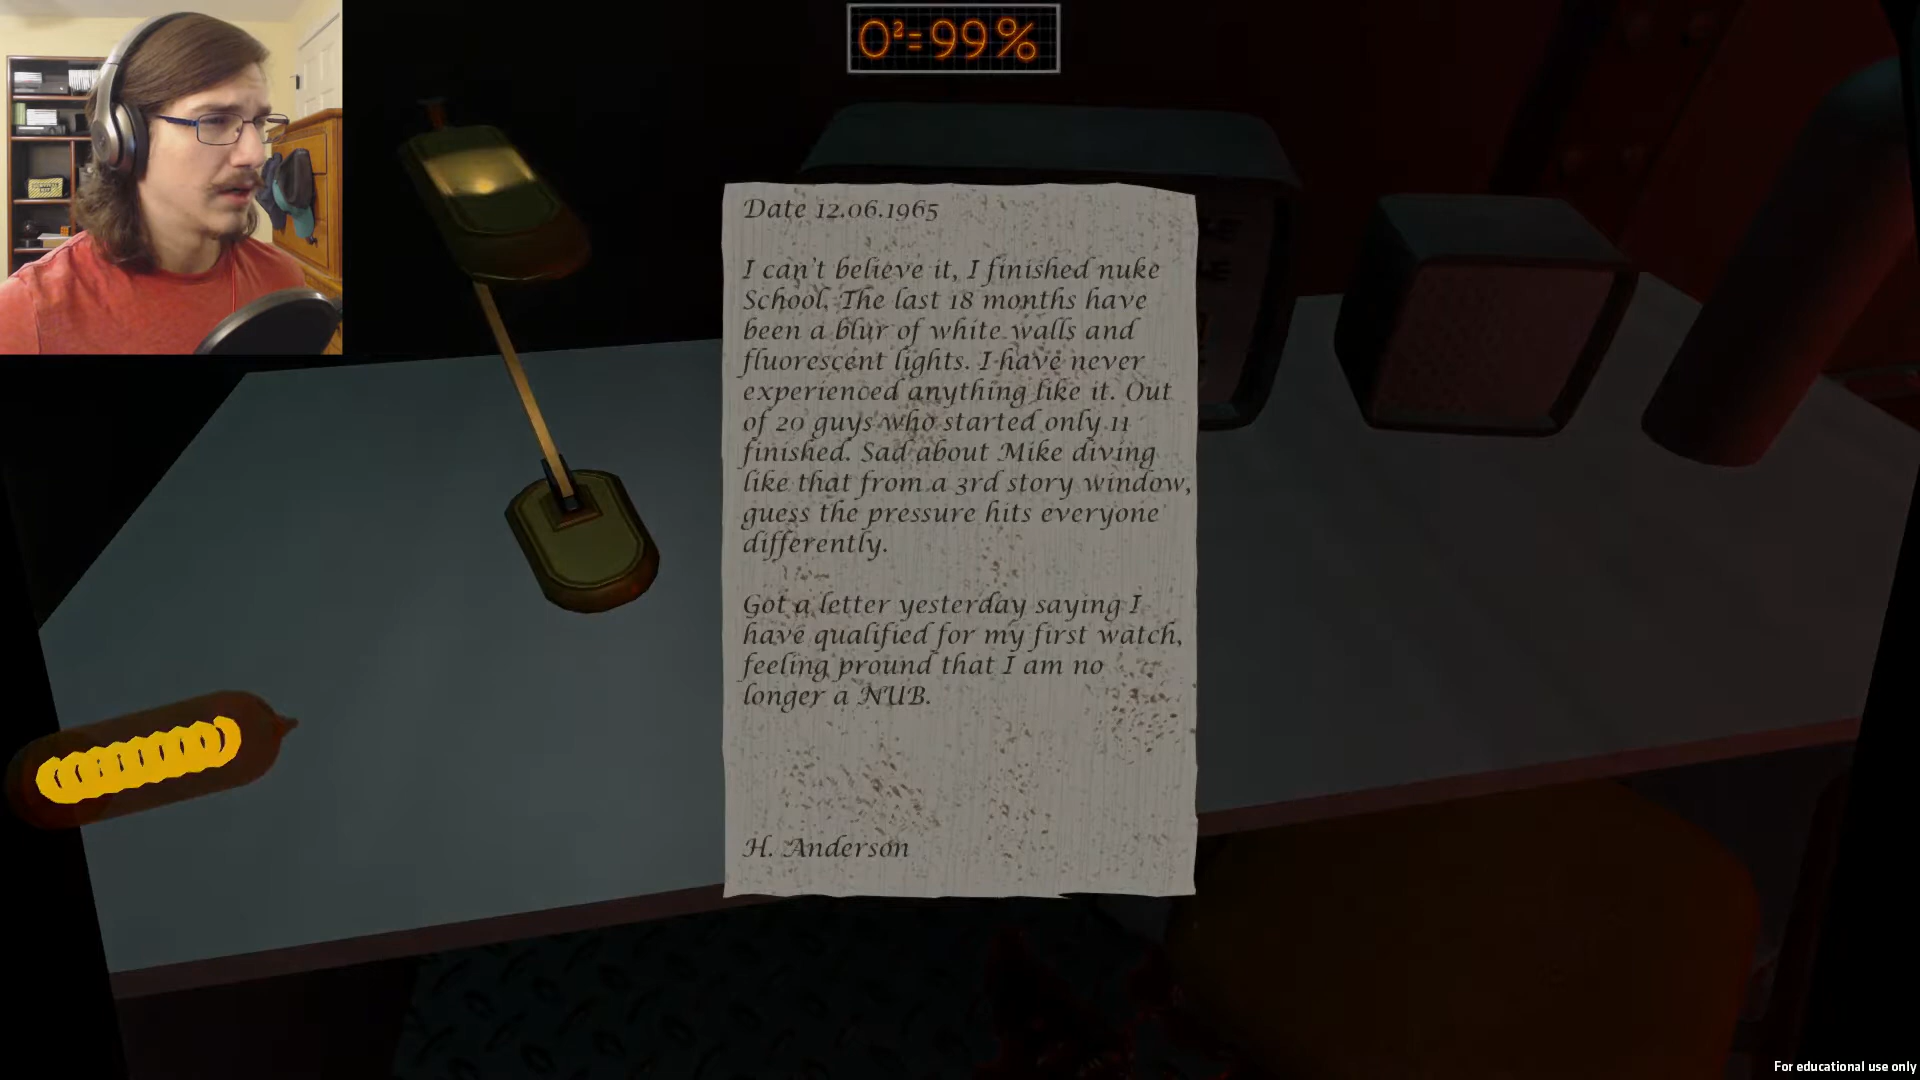 O²=99%
Date 12.06.1965
I can't believe it, I finished nuke
School. The last 18 months have
been a blur of white walls and
fluorescent lights. I have never
experienced anything like it. Out
of 20 guys who started only 11
finished. Sad about Mike diving
like that from a 3rd story window,
guess the pressure hits everyone
differently.
Got a letter yesterday saying I
have qualified for my first watch,
feeling pround that I am no
longer a NUB.
H. Anderson
For educational use only